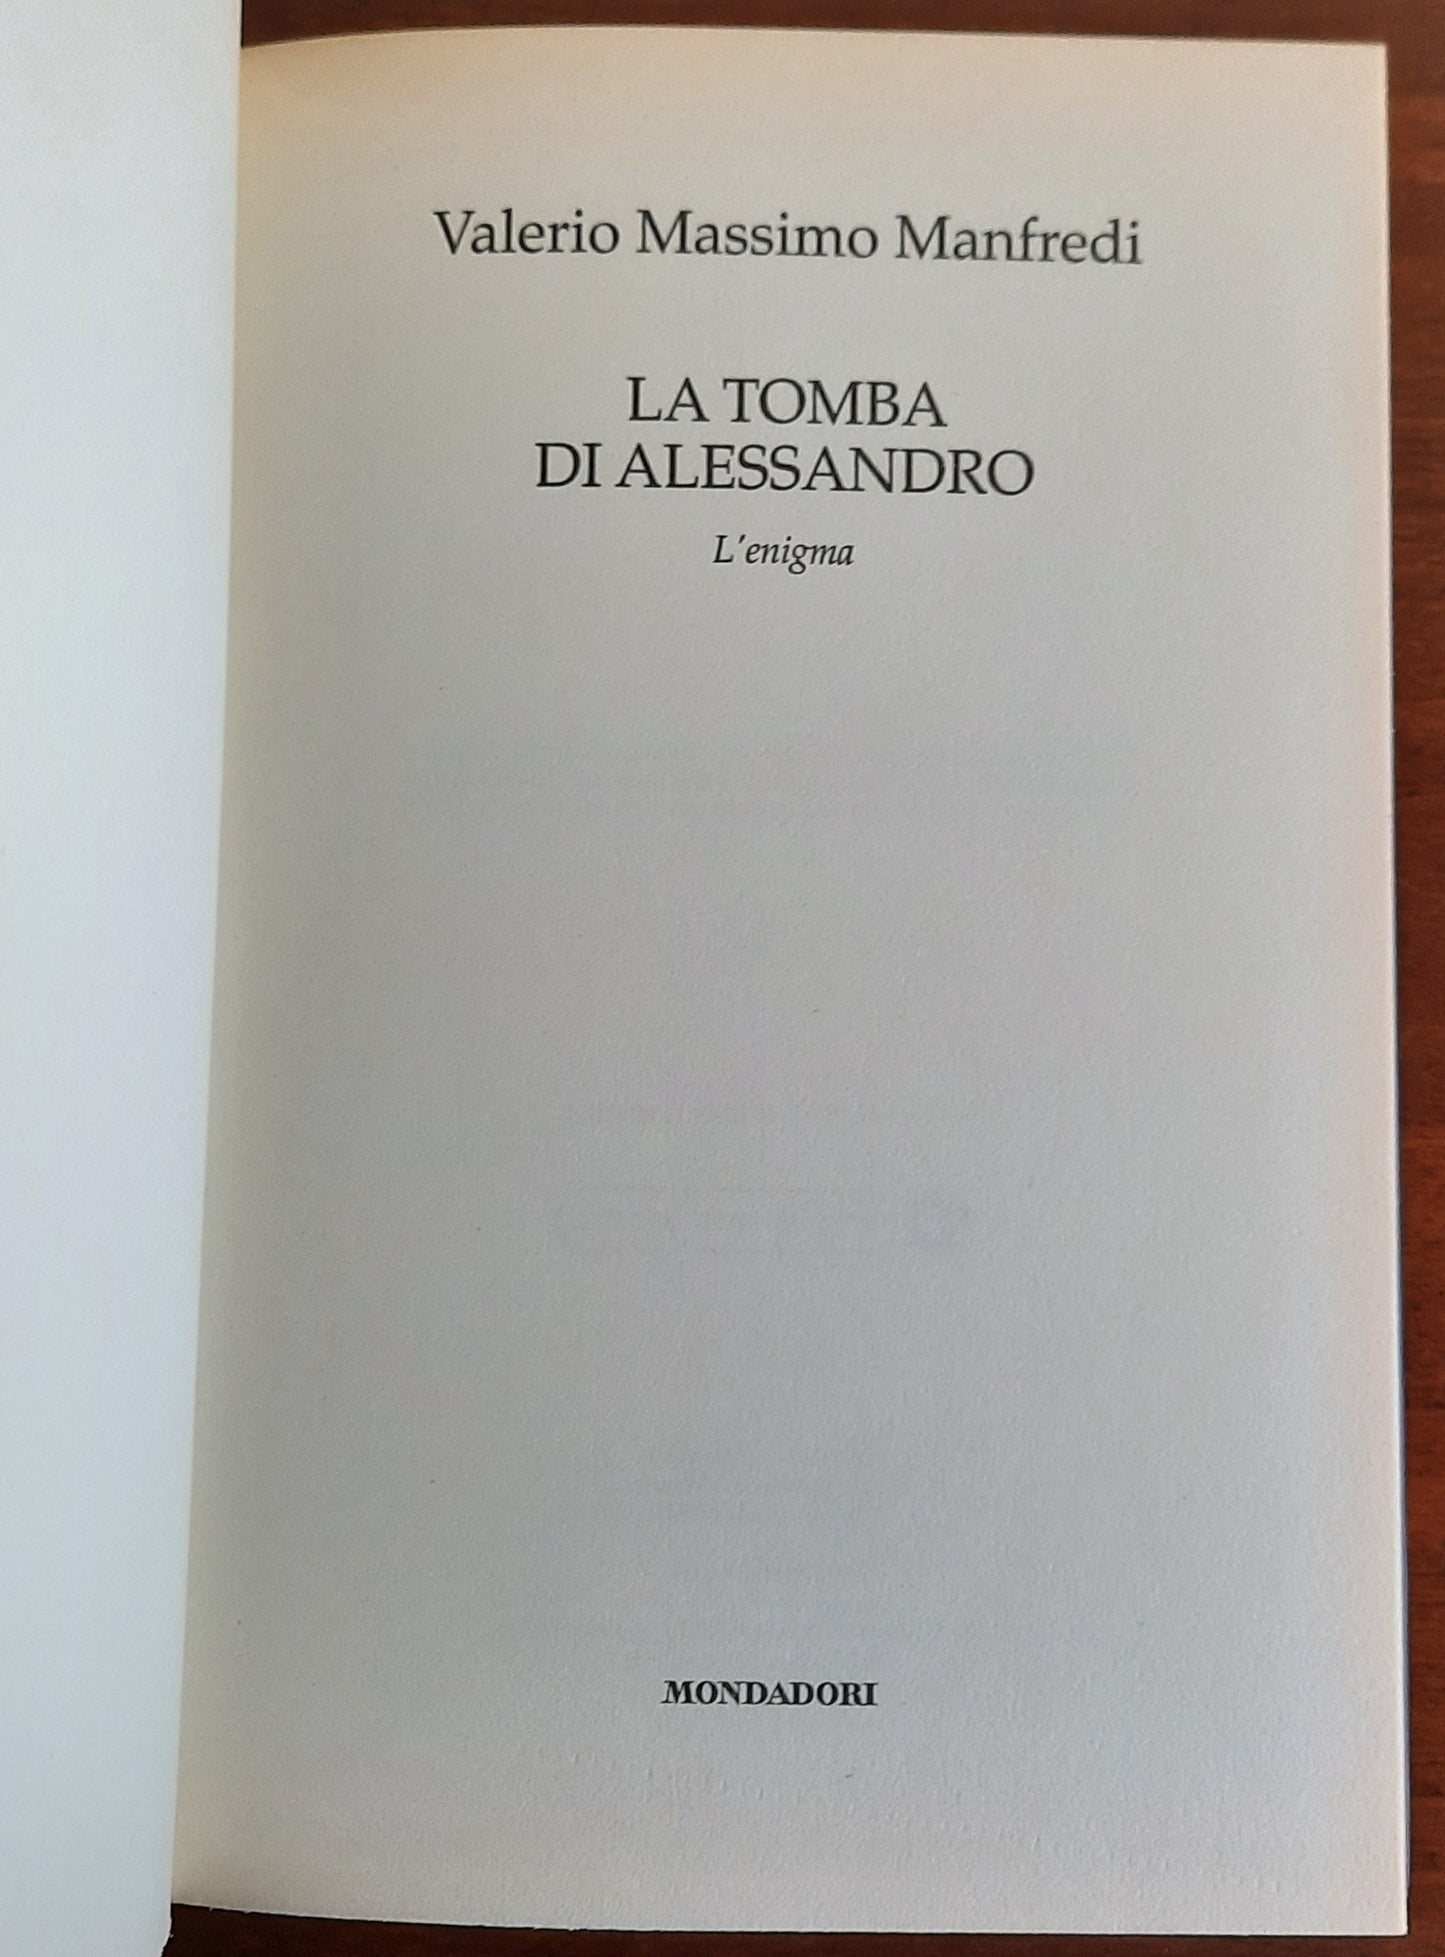 Valerio Massimo Manfredi
LA TOMBA
DI ALESSANDRO
L'enigma
MONDADORI